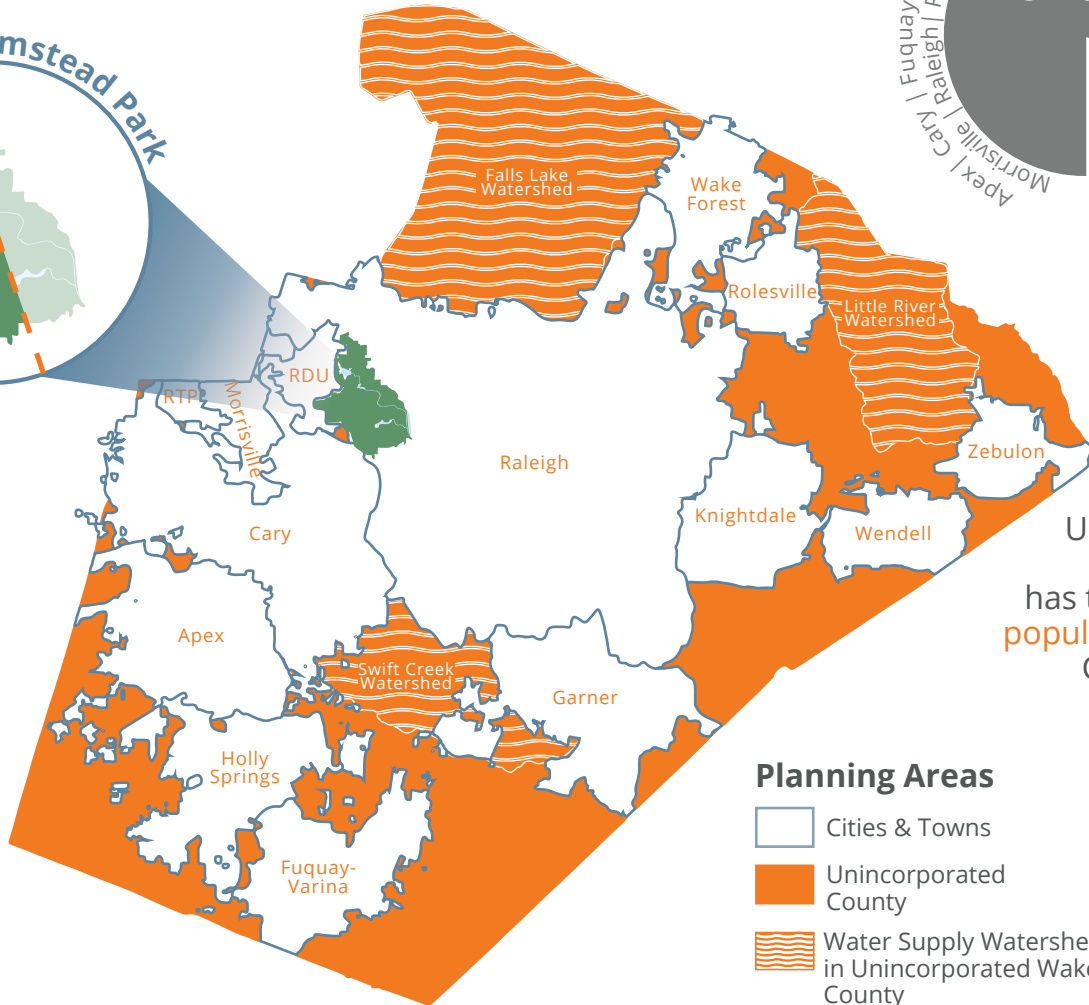 mstead Park
Fuquay
Apex | Cary |
Morrisville | Raleigh |
Falls Lake
Watershed
Wake
Forest
Rolesville
Little River
Watershed
RDU
RTP
Morrisville
Raleigh
Zebulon
Knightdale
Wendell
Cary
U
has
popul
Apex
Swift Creek
Watershed
Garner
Holly
Springs
Fuquay-
Varina
Planning Areas
Cities & Towns
Unincorporated
County
Water Supply Watershe
in Unincorporated Wake
County